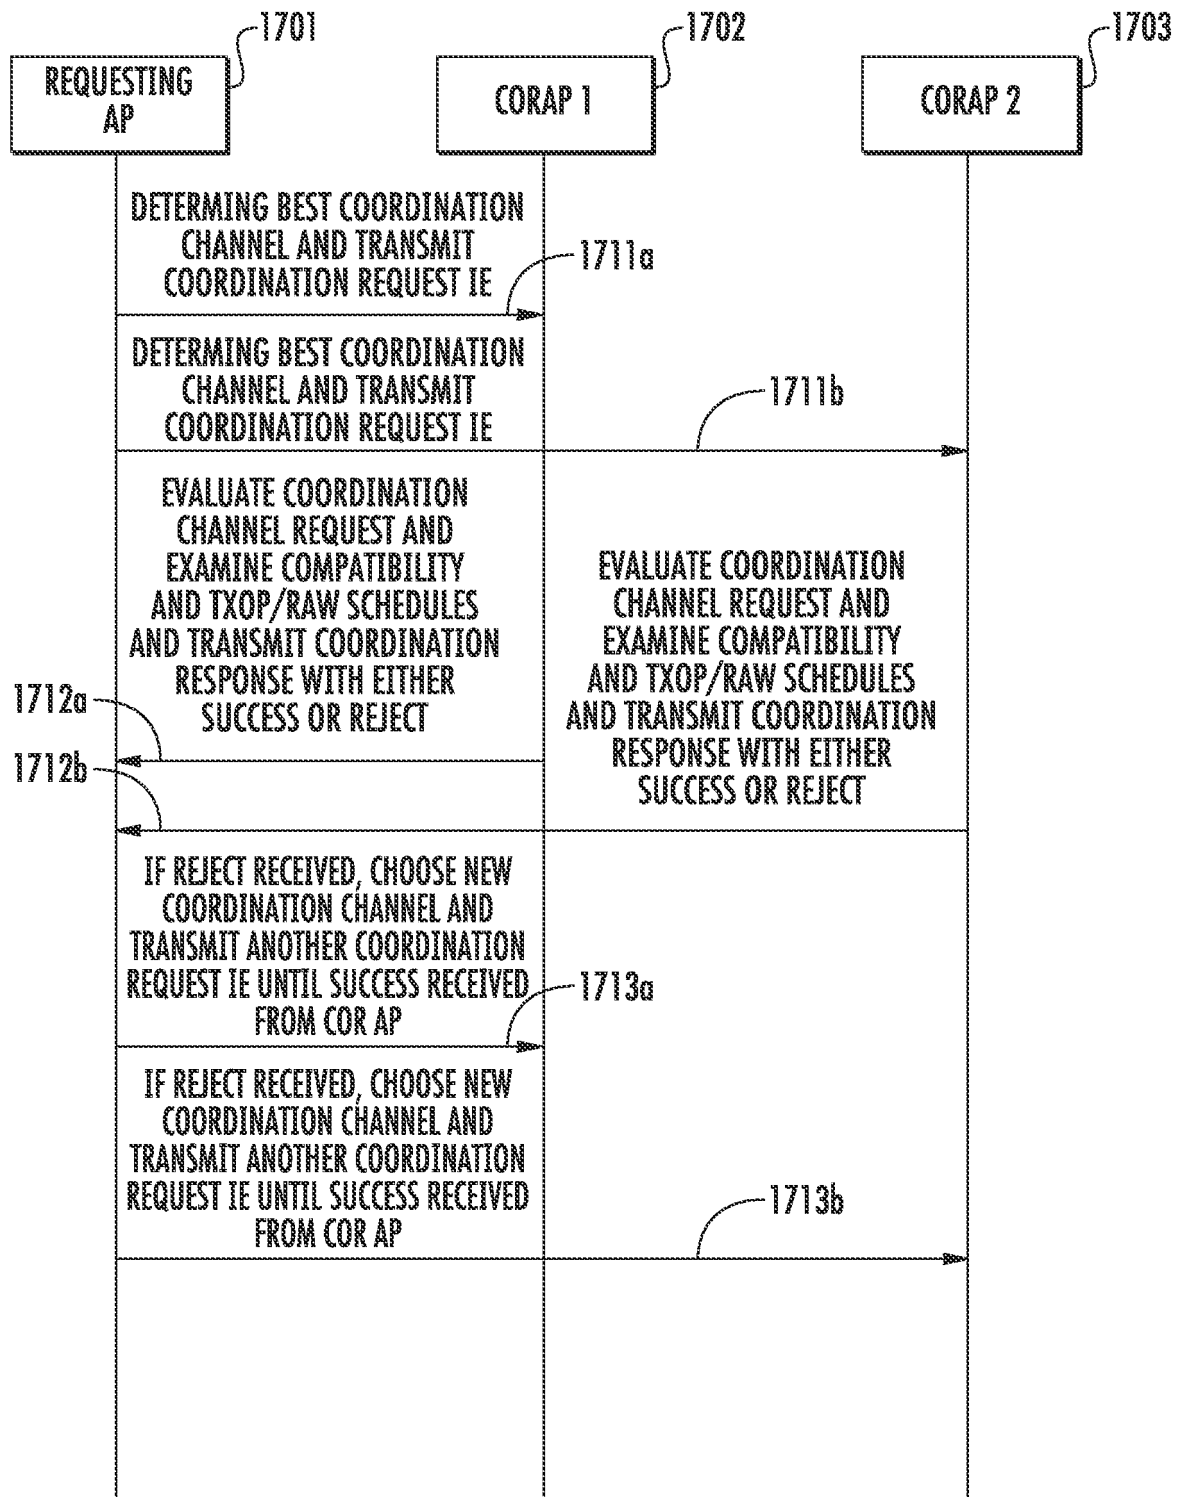 1701
1702
1703
REQUESTING
AP
CORAP 1
CORAP 2
DETERMING BEST COORDINATION
CHANNEL AND TRANSMIT
COORDINATION REQUEST IE
1711a
DETERMING BEST COORDINATION
CHANNEL AND TRANSMIT
COORDINATION REQUEST IE
1711b
EVALUATE COORDINATION
CHANNEL REQUEST AND
EXAMINE COMPATIBILITY
AND TXOP/RAW SCHEDULES
AND TRANSMIT COORDINATION
RESPONSE WITH EITHER
SUCCESS OR REJECT
1712a
EVALUATE COORDINATION
CHANNEL REQUEST AND
EXAMINE COMPATIBILITY
AND TXOP/RAW SCHEDULES
AND TRANSMIT COORDINATION
RESPONSE WITH EITHER
SUCCESS OR REJECT
1712b
IF REJECT RECEIVED, CHOOSE NEW
COORDINATION CHANNEL AND
TRANSMIT ANOTHER COORDINATION
REQUEST IE UNTIL SUCCESS RECEIVED
FROM COR AP
1713a
IF REJECT RECEIVED, CHOOSE NEW
COORDINATION CHANNEL AND
TRANSMIT ANOTHER COORDINATION
REQUEST IE UNTIL SUCCESS RECEIVED
FROM COR AP
1713b